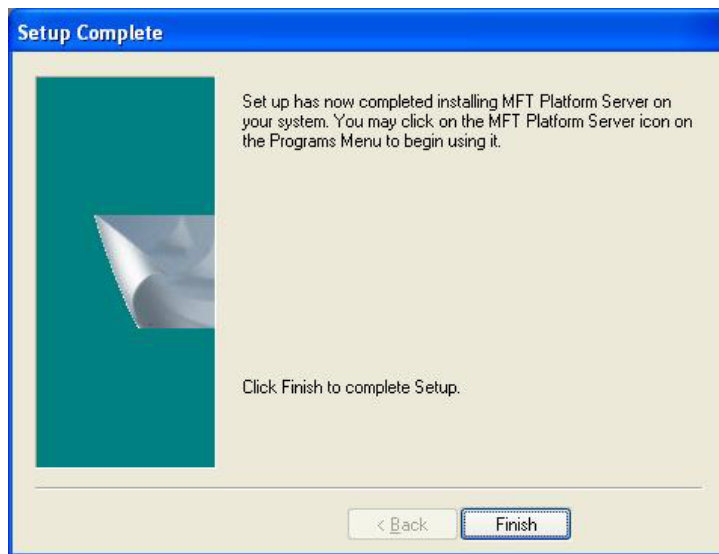 Setup Complete
Set up has now completed installing MFT Platform Server on
your system. You may click on the MFT Platform Server icon on
the Programs Menu to begin using it.
Click Finish to complete Setup.
< Back
Finish